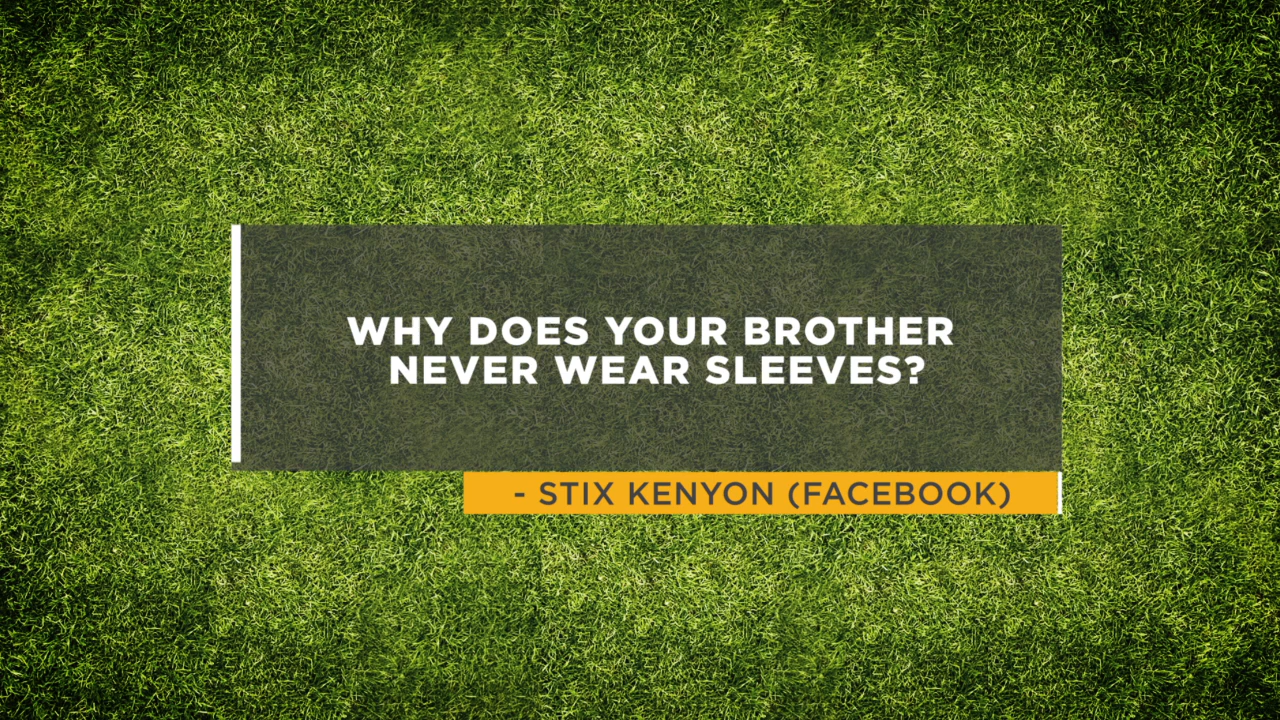 WHY DOES YOUR BROTHER
NEVER WEAR SLEEVES?
- STIX KENYON (FACEBOOK)